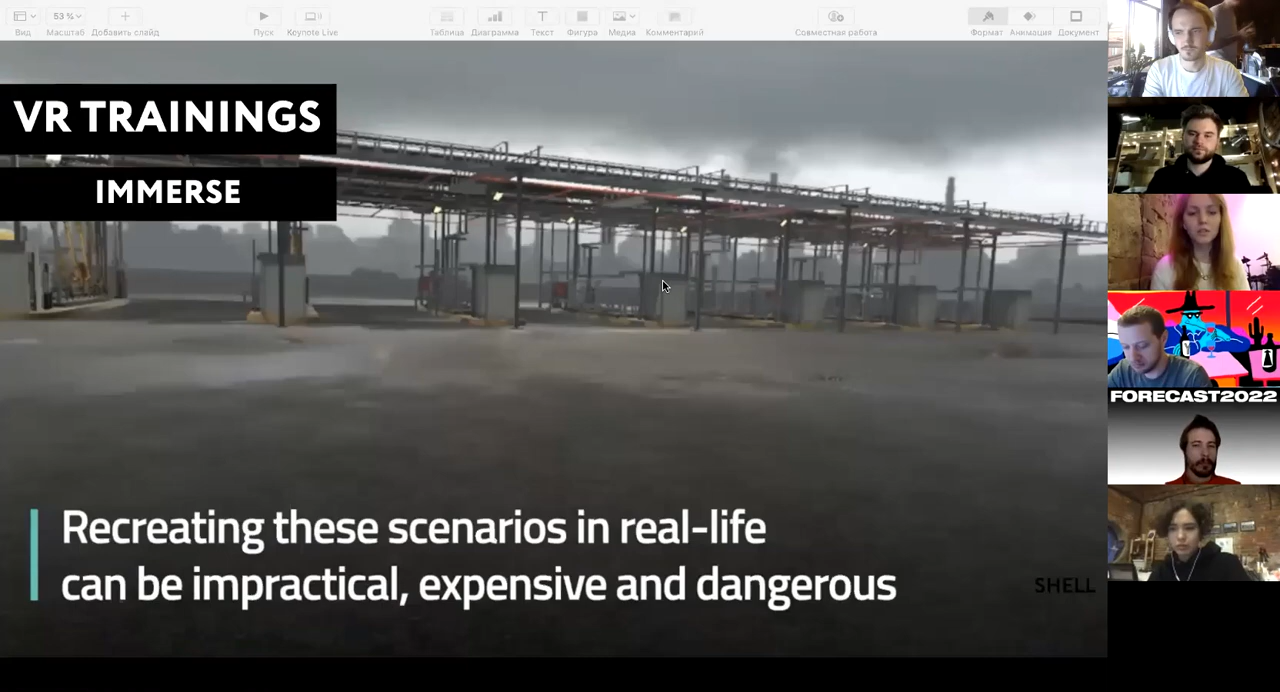 53 %
Вид
Масштаб
Добавить слайд
Пуск
Keynote Live
Таблица
Диаграмма
Текст
Фигура
Медиа
Комментарий
Совместная работа
Формат
Анимация
Документ
VR TRAININGS
IMMERSE
Recreating these scenarios in real-life
can be impractical, expensive and dangerous
SHELL
FORECAST2022